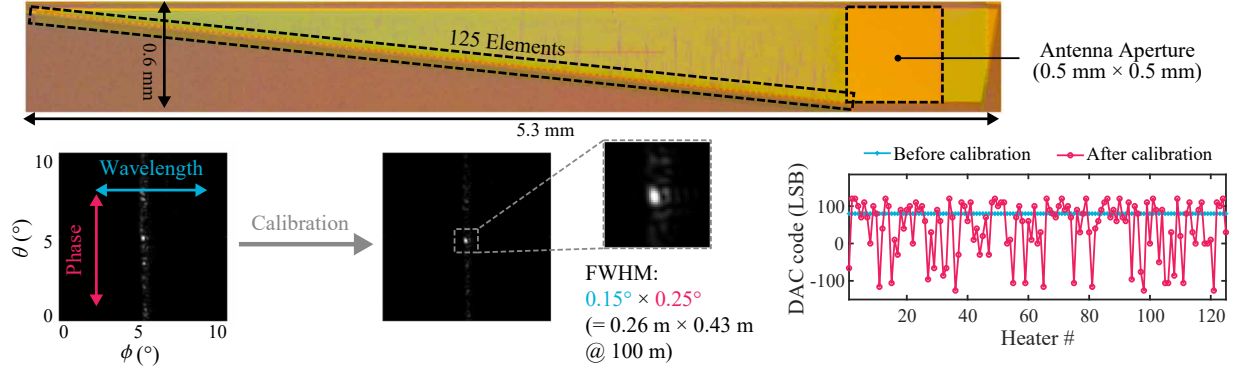 125 Elements
0.6 mm
Antenna Aperture
(0.5 mm × 0.5 mm)
5.3 mm
10
5
0
θ (°)
Wavelength
Phase
0 5 10
ϕ (°)
Calibration
FWHM:
0.15° × 0.25°
(= 0.26 m × 0.43 m
@ 100 m)
Before calibration After calibration
DAC code (LSB)
100
0
-100
20 40 60 80 100 120
Heater #